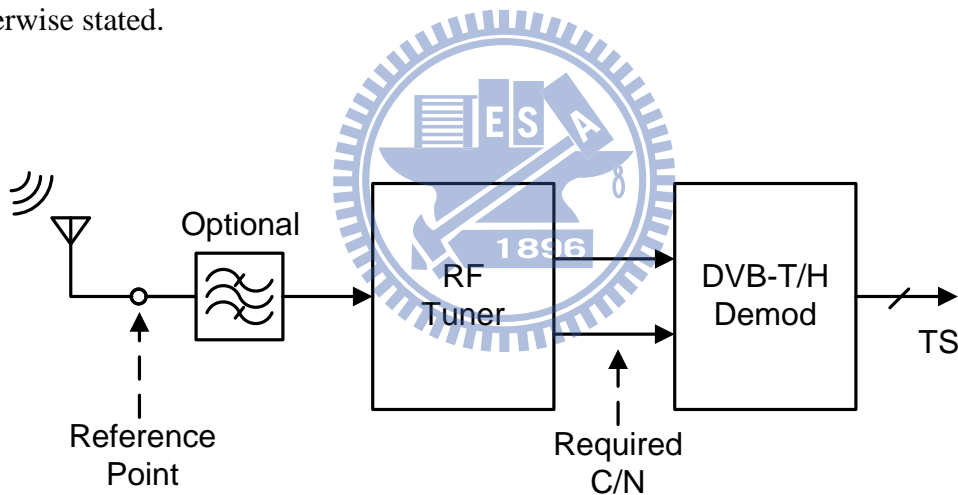 erwise stated.
E S A
1896
Optional
RF
Tuner
DVB-T/H
Demod
TS
Reference
Point
Required
C/N